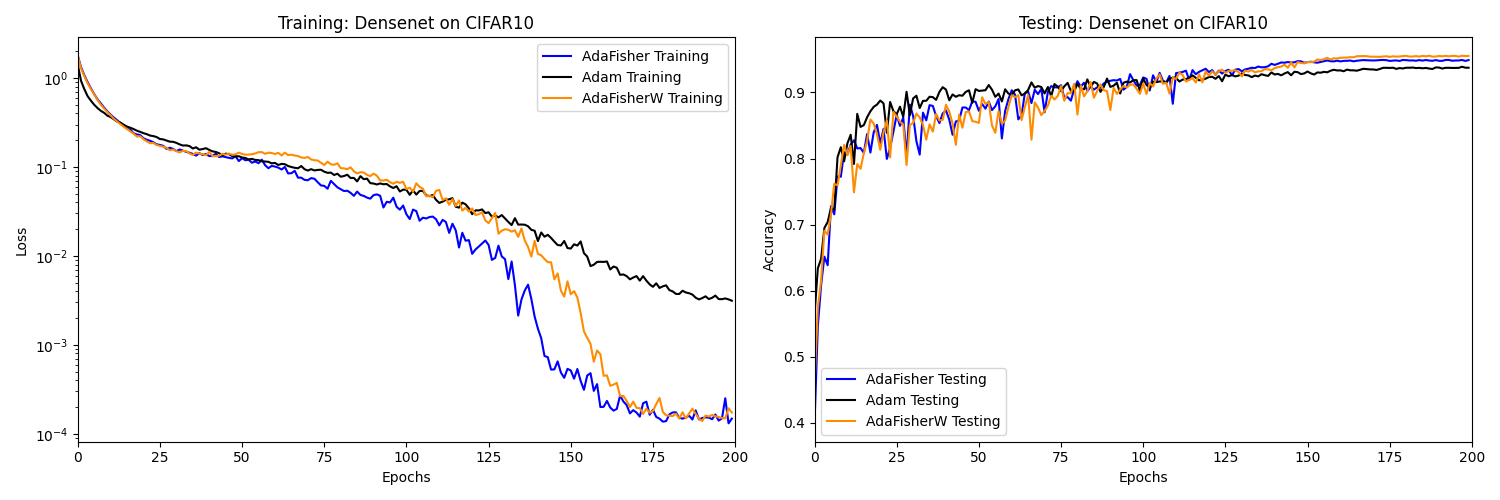 Training: Densenet on CIFAR10
AdaFisher Training
Adam Training
AdaFisherW Training
Loss
10⁰
10⁻¹
10⁻²
10⁻³
10⁻⁴
0 25 50 75 100 125 150 175 200
Epochs
Testing: Densenet on CIFAR10
Accuracy
0.9
0.8
0.7
0.6
0.5
0.4
AdaFisher Testing
Adam Testing
AdaFisherW Testing
0 25 50 75 100 125 150 175 200
Epochs